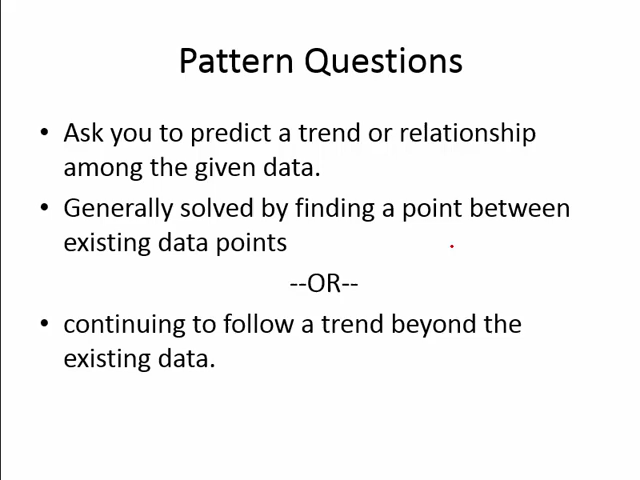 Pattern Questions
• Ask you to predict a trend or relationship
among the given data.
• Generally solved by finding a point between
existing data points
--OR--
• continuing to follow a trend beyond the
existing data.